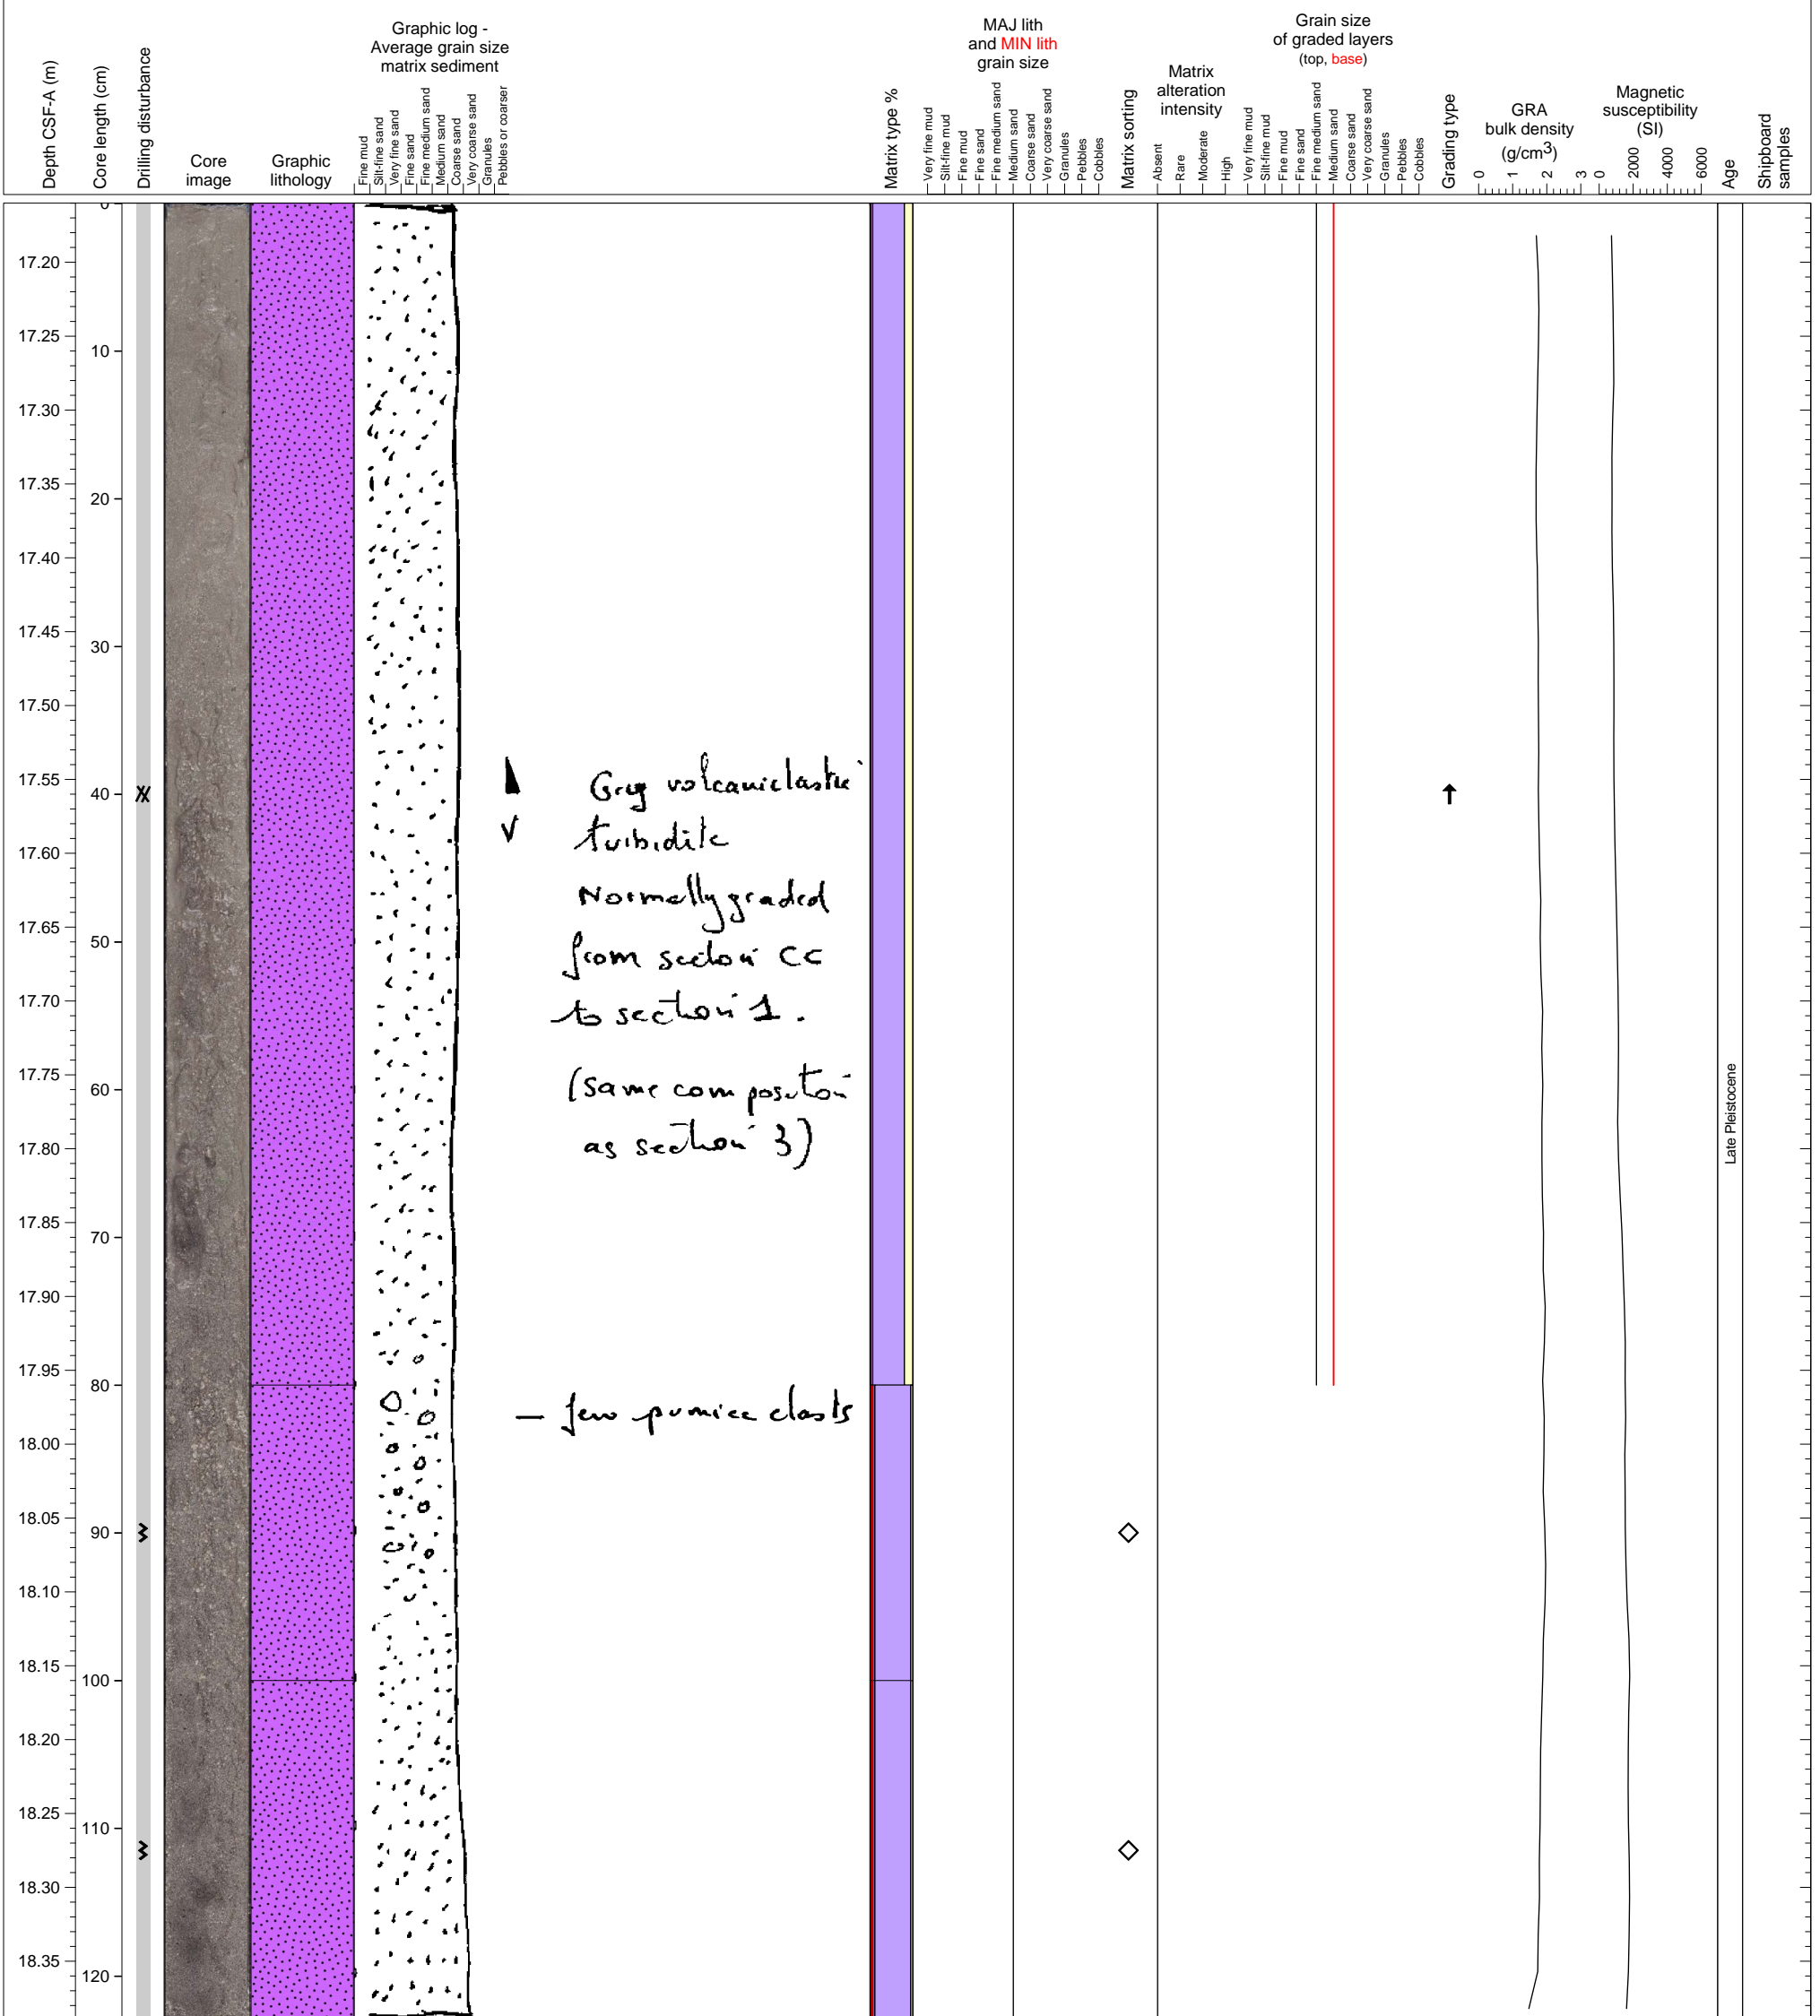 Graphic log -
Average grain size
matrix sediment
MAJ lith
and MIN lith
grain size
Grain size
of graded layers
(top, base)
Depth CSF-A (m)
Core length (cm)
Drilling disturbance
Core
image
Graphic
lithology
Fine mud
Silt-fine sand
Very fine sand
Fine sand
Fine medium sand
Medium sand
Coarse sand
Very coarse sand
Granules
Pebbles or coarser
Matrix type %
Very fine mud
Silt-fine mud
Fine mud
Fine sand
Fine medium sand
Medium sand
Coarse sand
Very coarse sand
Granules
Pebbles
Cobbles
Matrix sorting
Matrix
alteration
intensity
Absent
Rare
Moderate
High
Very fine mud
Silt-fine mud
Fine mud
Fine sand
Fine medium sand
Medium sand
Coarse sand
Very coarse sand
Granules
Pebbles
Cobbles
Grading type
GRA
bulk density
(g/cm3)
0 1 2 3
Magnetic
susceptibility
(SI)
0 2000 4000 6000
Age
Shipboard
samples
0
17.20
17.25
10
17.30
17.35
20
17.40
17.45
30
17.50
17.55
40
Grey volcaniclastic
turbidite
17.60
Normally graded
17.65
50
from section CC
17.70
to section 1.
17.75
60
(same composition
as section 3)
17.80
Late Pleistocene
17.85
70
17.90
17.95
80
— few pumice clasts
18.00
18.05
90
18.10
18.15
100
18.20
18.25
110
18.30
18.35
120